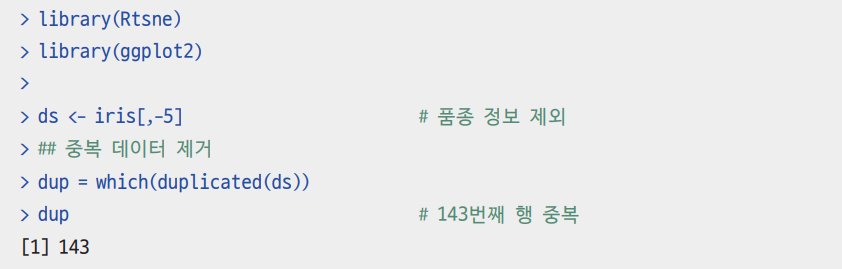 > library(Rtsne)
> library(ggplot2)
>
> ds <- iris[,-5] # 품종 정보 제외
> ## 중복 데이터 제거
> dup = which(duplicated(ds))
> dup # 143번째 행 중복
[1] 143